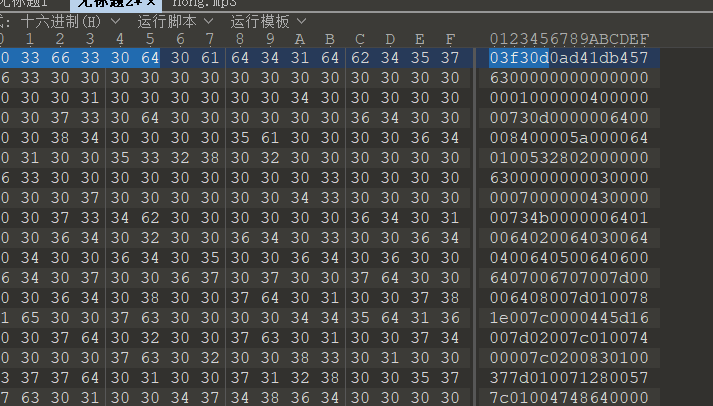 无标题1 无标题2* × hong.mp3
式: 十六进制(H) 运行脚本 运行模板
0 1 2 3 4 5 6 7 8 9 A B C D E F 0123456789ABCDEF
0 33 66 33 30 64 30 61 64 34 31 64 62 34 35 37 03f30d0ad41db457
6 33 30 30 30 30 30 30 30 30 30 30 30 30 30 30 6300000000000000
0 30 30 31 30 30 30 30 30 30 34 30 30 30 30 30 0001000000400000
0 30 37 33 30 64 30 30 30 30 30 30 36 34 30 30 00730d0000006400
0 30 38 34 30 30 30 30 35 61 30 30 30 30 36 34 008400005a000064
0 31 30 30 35 33 32 38 30 32 30 30 30 30 30 30 0100532802000000
6 33 30 30 30 30 30 30 30 30 30 33 30 30 30 30 6300000000030000
0 30 30 37 30 30 30 30 30 30 34 33 30 30 30 30 0007000000430000
0 30 37 33 34 62 30 30 30 30 30 30 36 34 30 31 00734b0000006401
0 30 36 34 30 32 30 30 36 34 30 33 30 30 36 34 0064020064030064
0 34 30 30 36 34 30 35 30 30 36 34 30 36 30 30 0400640500640600
6 34 30 37 30 30 36 37 30 37 30 30 37 64 30 30 6407006707007d00
0 30 36 34 30 38 30 30 37 64 30 31 30 30 37 38 006408007d010078
1 65 30 30 37 63 30 30 30 30 34 34 35 64 31 36 1e007c0000445d16
0 30 37 64 30 32 30 30 37 63 30 31 30 30 37 34 007d02007c010074
0 30 30 30 37 63 30 32 30 30 38 33 30 31 30 30 00007c0200830100
3 37 37 64 30 31 30 30 37 31 32 38 30 30 35 37 377d010071280057
7 63 30 31 30 30 34 37 34 38 36 34 30 30 30 30 7c01004748640000